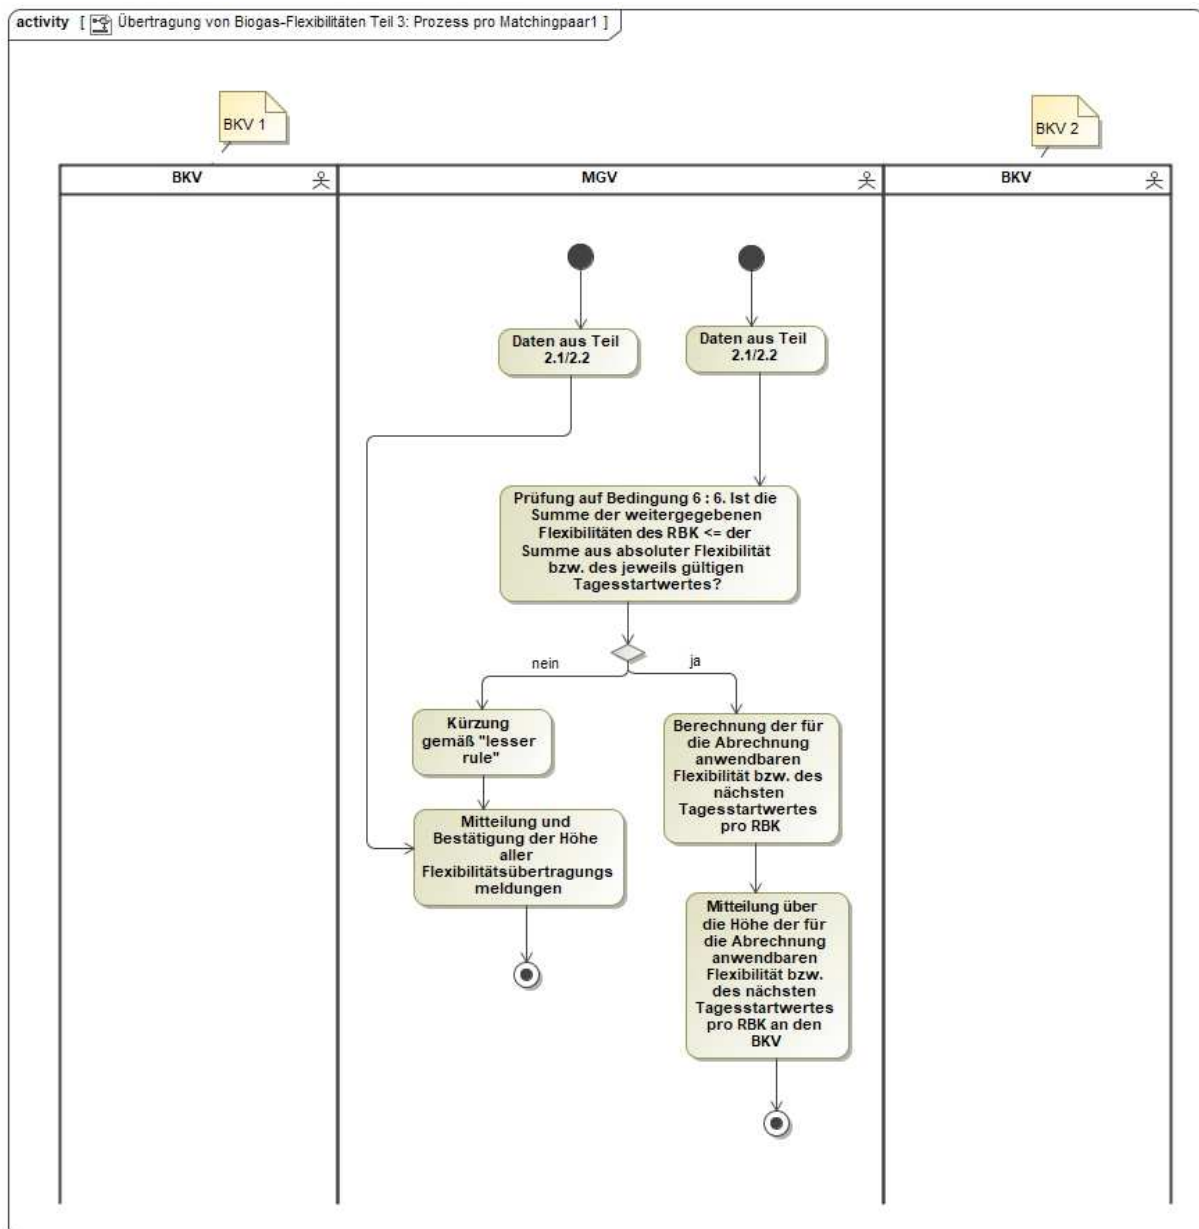 activity [ Übertragung von Biogas-Flexibilitäten Teil 3: Prozess pro Matchingpaar1 ]
BKV 1
BKV 2
BKV
MGV
BKV
Daten aus Teil
2.1/2.2
Daten aus Teil
2.1/2.2
Prüfung auf Bedingung 6 : 6. Ist die
Summe der weitergegebenen
Flexibilitäten des RBK <= der
Summe aus absoluter Flexibilität
bzw. des jeweils gültigen
Tagesstartwertes?
nein
ja
Kürzung
gemäß "lesser
rule"
Berechnung der für
die Abrechnung
anwendbaren
Flexibilität bzw. des
nächsten
Tagesstartwertes
pro RBK
Mitteilung und
Bestätigung der Höhe
aller
Flexibilitätsübertragungs
meldungen
Mitteilung über
die Höhe der für
die Abrechnung
anwendbaren
Flexibilität bzw.
des nächsten
Tagesstartwertes
pro RBK an den
BKV